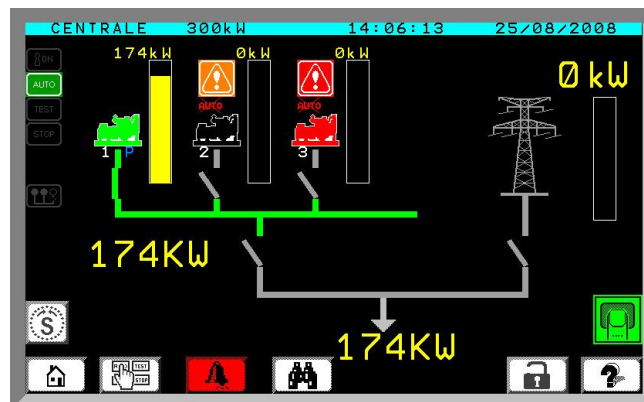 CENTRALE 300kW 14:06:13 25/08/2008
174kW 0kW 0kW
0kW
ON
AUTO
TEST
STOP
AUTO AUTO
1 P 2 3
174KW
S
174KW
TEST
STOP
?